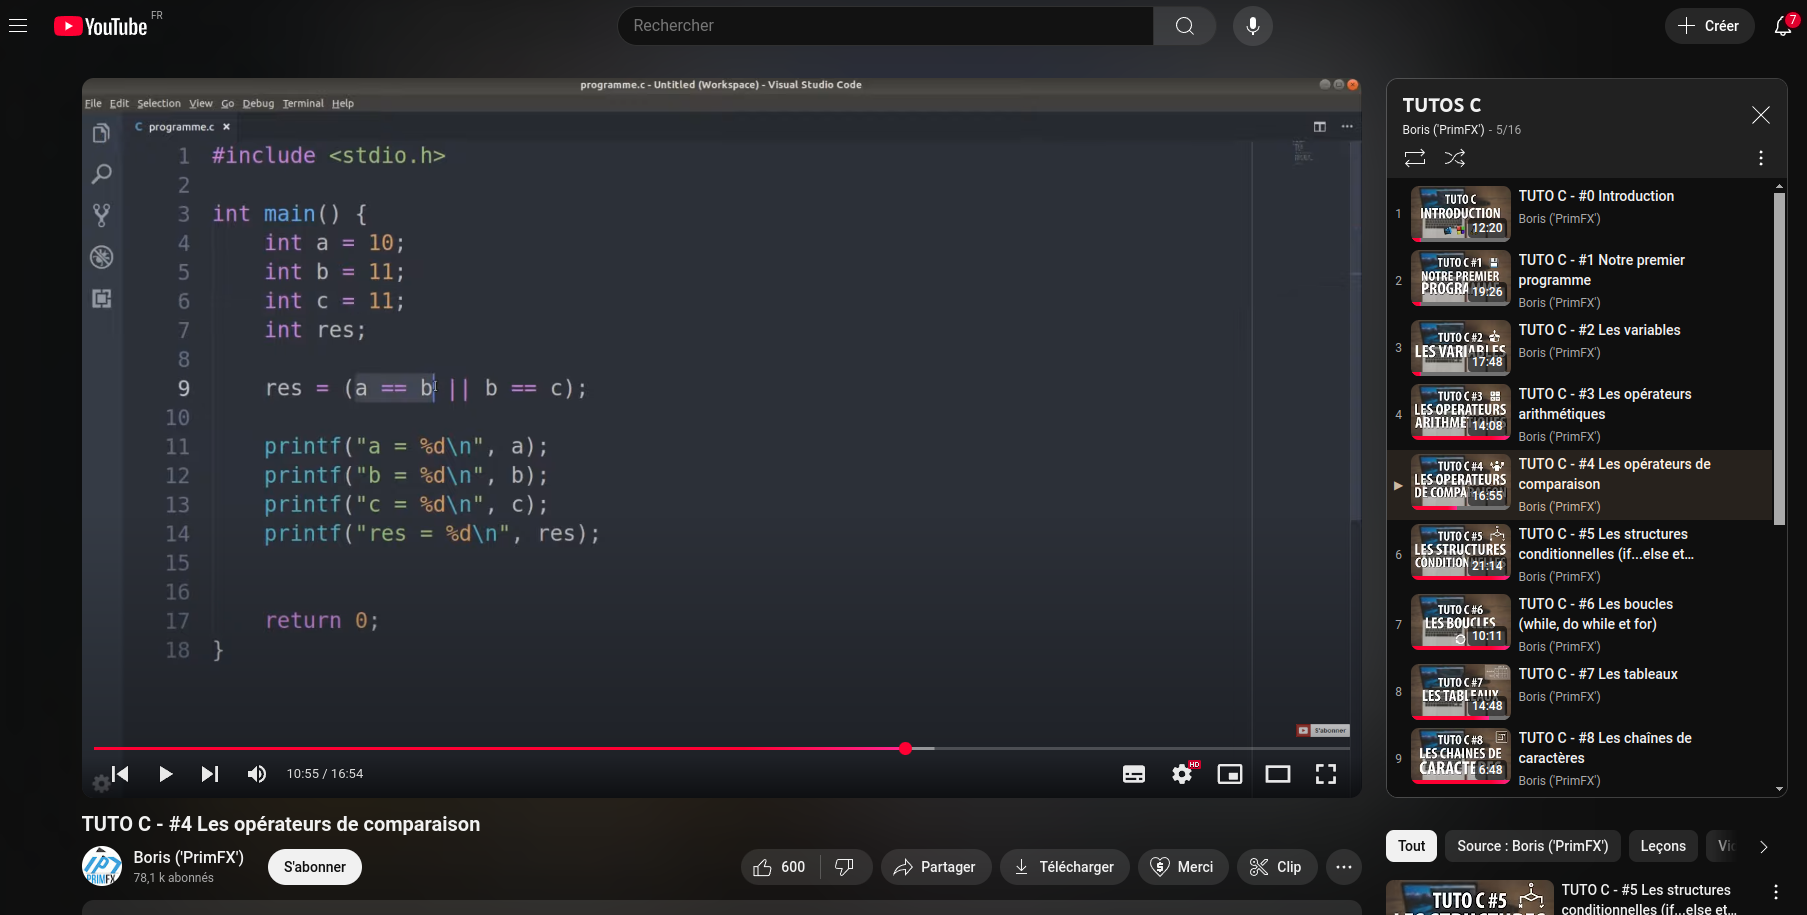 YouTube FR
Rechercher
Créer
7
programme.c - Untitled (Workspace) - Visual Studio Code
File Edit Selection View Go Debug Terminal Help
C programme.c ×
1 #include <stdio.h>
2
3 int main() {
4 int a = 10;
5 int b = 11;
6 int c = 11;
7 int res;
8
9 res = (a == b || b == c);
10
11 printf("a = %d\n", a);
12 printf("b = %d\n", b);
13 printf("c = %d\n", c);
14 printf("res = %d\n", res);
15
16
17 return 0;
18 }
S'abonner
10:55 / 16:54
HD
TUTO C - #4 Les opérateurs de comparaison
Boris ('PrimFX')
78,1 k abonnés
PRIMFX
S'abonner
600
Partager
Télécharger
Merci
Clip
TUTOS C
Boris ('PrimFX') - 5/16
1
TUTO C
INTRODUCTION
12:20
TUTO C - #0 Introduction
Boris ('PrimFX')
2
TUTO C #1
NOTRE PREMIER
19:26
TUTO C - #1 Notre premier
programme
Boris ('PrimFX')
3
TUTO C #2
LES VARIABLES
17:48
TUTO C - #2 Les variables
Boris ('PrimFX')
4
TUTO C #3
LES OPERATEURS
14:08
TUTO C - #3 Les opérateurs
arithmétiques
Boris ('PrimFX')
TUTO C #4
LES OPERATEURS
16:55
TUTO C - #4 Les opérateurs de
comparaison
Boris ('PrimFX')
6
TUTO C #5
LES STRUCTURES
21:14
TUTO C - #5 Les structures
conditionnelles (if...else et...
Boris ('PrimFX')
7
TUTO C #6
LES BOUCLES
10:11
TUTO C - #6 Les boucles
(while, do while et for)
Boris ('PrimFX')
8
TUTO C #7
LES TABLEAUX
14:48
TUTO C - #7 Les tableaux
Boris ('PrimFX')
9
TUTO C #8
LES CHAINES DE
6:48
TUTO C - #8 Les chaînes de
caractères
Boris ('PrimFX')
Tout
Source : Boris ('PrimFX')
Leçons
TUTO C #5
TUTO C - #5 Les structures
conditionnelles (if...else et...